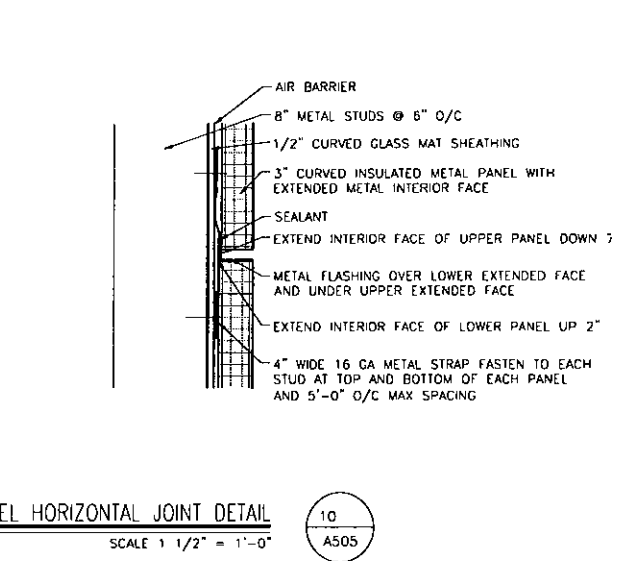 AIR BARRIER
8" METAL STUDS @ 6" O/C
1/2" CURVED GLASS MAT SHEATHING
3" CURVED INSULATED METAL PANEL WITH
EXTENDED METAL INTERIOR FACE
SEALANT
EXTEND INTERIOR FACE OF UPPER PANEL DOWN
METAL FLASHING OVER LOWER EXTENDED FACE
AND UNDER UPPER EXTENDED FACE
EXTEND INTERIOR FACE OF LOWER PANEL UP 2"
4" WIDE 16 GA METAL STRAP FASTEN TO EACH
STUD AT TOP AND BOTTOM OF EACH PANEL
AND 5'-0" O/C MAX SPACING
EL HORIZONTAL JOINT DETAIL
SCALE 1 1/2" = 1'-0"
10
A505